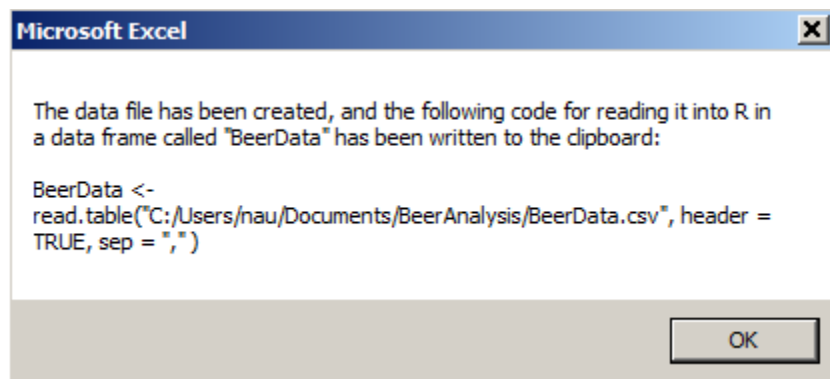 Microsoft Excel
The data file has been created, and the following code for reading it into R in
a data frame called "BeerData" has been written to the clipboard:
BeerData <-
read.table("C:/Users/nau/Documents/BeerAnalysis/BeerData.csv", header =
TRUE, sep = "," )
OK